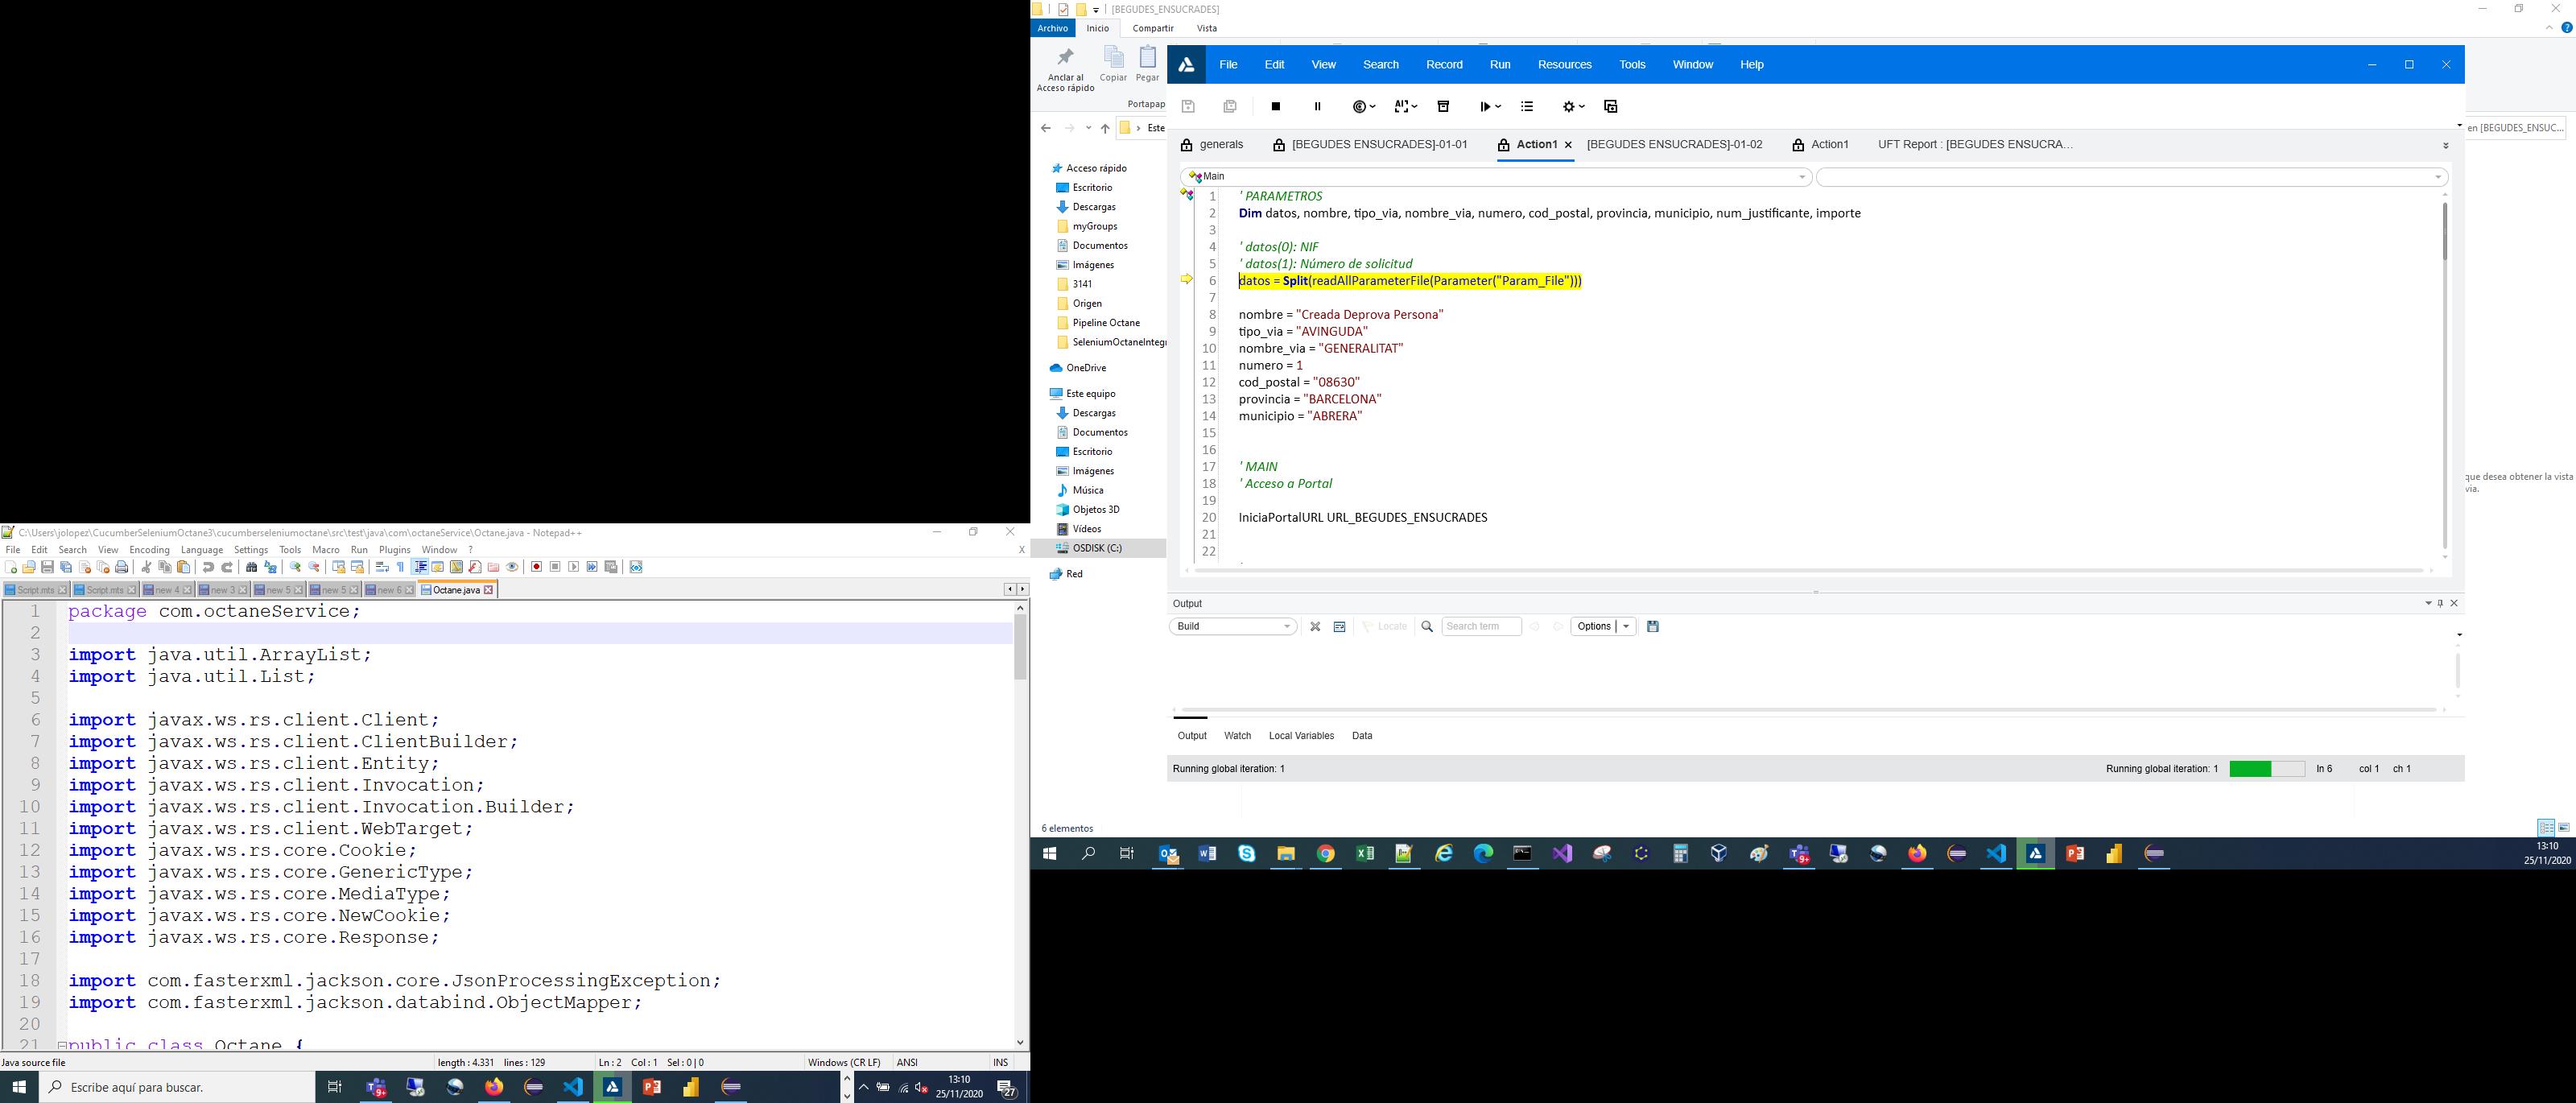 [BEGUDES_ENSUCRADES]
Archivo Inicio Compartir Vista
Anclar al
Acceso rápido
Copiar
Pegar
Portapap
Este
en [BEGUDES_ENSUC...
Acceso rápido
Escritorio
Descargas
myGroups
Documentos
Imágenes
3141
Origen
Pipeline Octane
SeleniumOctaneIntegr
OneDrive
Este equipo
Descargas
Documentos
Escritorio
Imágenes
Música
Objetos 3D
Vídeos
OSDISK (C:)
Red
que desea obtener la vista
via.
6 elementos
File Edit View Search Record Run Resources Tools Window Help
generals [BEGUDES ENSUCRADES]-01-01 Action1 [BEGUDES ENSUCRADES]-01-02 Action1 UFT Report : [BEGUDES ENSUCRA...
Main
1 ' PARAMETROS
2 Dim datos, nombre, tipo_via, nombre_via, numero, cod_postal, provincia, municipio, num_justificante, importe
3
4 ' datos(0): NIF
5 ' datos(1): Número de solicitud
6 datos = Split(readAllParameterFile(Parameter("Param_File")))
7
8 nombre = "Creada Deprova Persona"
9 tipo_via = "AVINGUDA"
10 nombre_via = "GENERALITAT"
11 numero = 1
12 cod_postal = "08630"
13 provincia = "BARCELONA"
14 municipio = "ABRERA"
15
16
17 ' MAIN
18 ' Acceso a Portal
19
20 IniciaPortalURL URL_BEGUDES_ENSUCRADES
21
22
Output
Build Locate Search term Options
Output Watch Local Variables Data
Running global iteration: 1 Running global iteration: 1 ln 6 col 1 ch 1
13:10
25/11/2020
C:\Users\jolopez\CucumberSeleniumOctane3\cucumberseleniumoctane\src\test\java\com\octaneService\Octane.java - Notepad++
File Edit Search View Encoding Language Settings Tools Macro Run Plugins Window ? X
Script.mts Script.mts new 4 new 3 new 5 new 5 new 6 Octane.java
1 package com.octaneService;
2
3 import java.util.ArrayList;
4 import java.util.List;
5
6 import javax.ws.rs.client.Client;
7 import javax.ws.rs.client.ClientBuilder;
8 import javax.ws.rs.client.Entity;
9 import javax.ws.rs.client.Invocation;
10 import javax.ws.rs.client.Invocation.Builder;
11 import javax.ws.rs.client.WebTarget;
12 import javax.ws.rs.core.Cookie;
13 import javax.ws.rs.core.GenericType;
14 import javax.ws.rs.core.MediaType;
15 import javax.ws.rs.core.NewCookie;
16 import javax.ws.rs.core.Response;
17
18 import com.fasterxml.jackson.core.JsonProcessingException;
19 import com.fasterxml.jackson.databind.ObjectMapper;
20
21 public class Octane {
Java source file length : 4.331 lines : 129 Ln : 2 Col : 1 Sel : 0 | 0 Windows (CR LF) ANSI INS
Escribe aquí para buscar.
13:10
25/11/2020
27